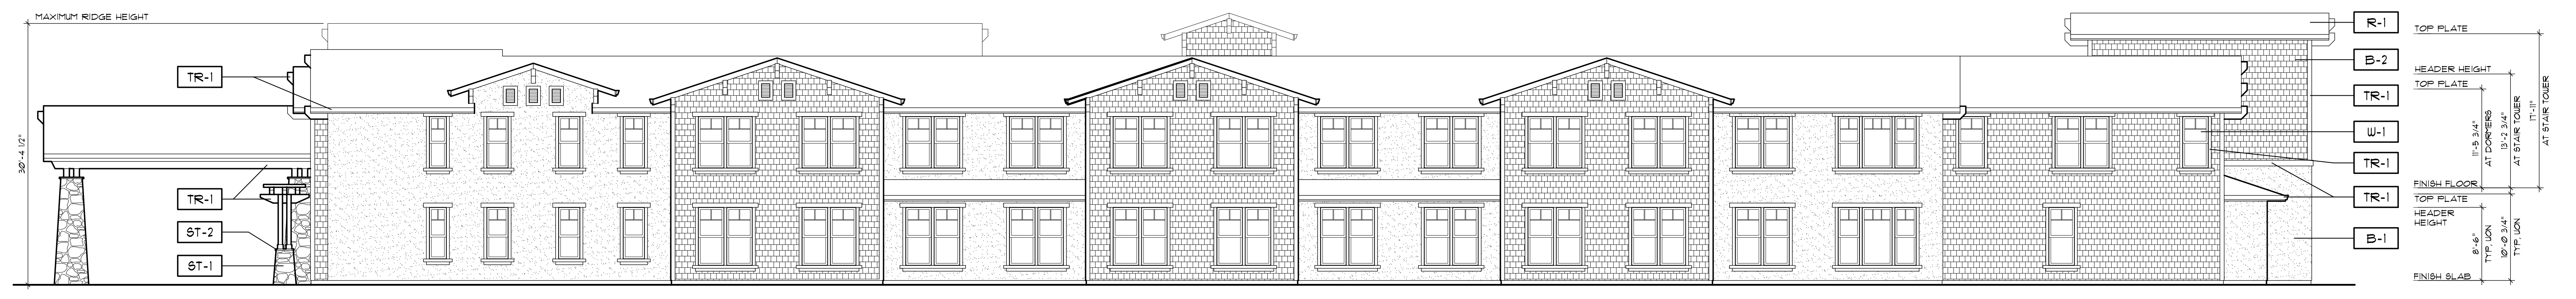 MAXIMUM RIDGE HEIGHT
30'-4 1/2"
TR-1
TR-1
ST-2
ST-1
R-1
B-2
TR-1
W-1
TR-1
TR-1
B-1
TOP PLATE
HEADER HEIGHT
TOP PLATE
FINISH FLOOR
TOP PLATE
HEADER
HEIGHT
FINISH SLAB
11'-5 3/4"
AT DORMERS
13'-2 3/4"
AT STAIR TOWER
17'-11"
AT STAIR TOWER
8'-6"
TYP, UON
10'-0 3/4"
TYP, UON